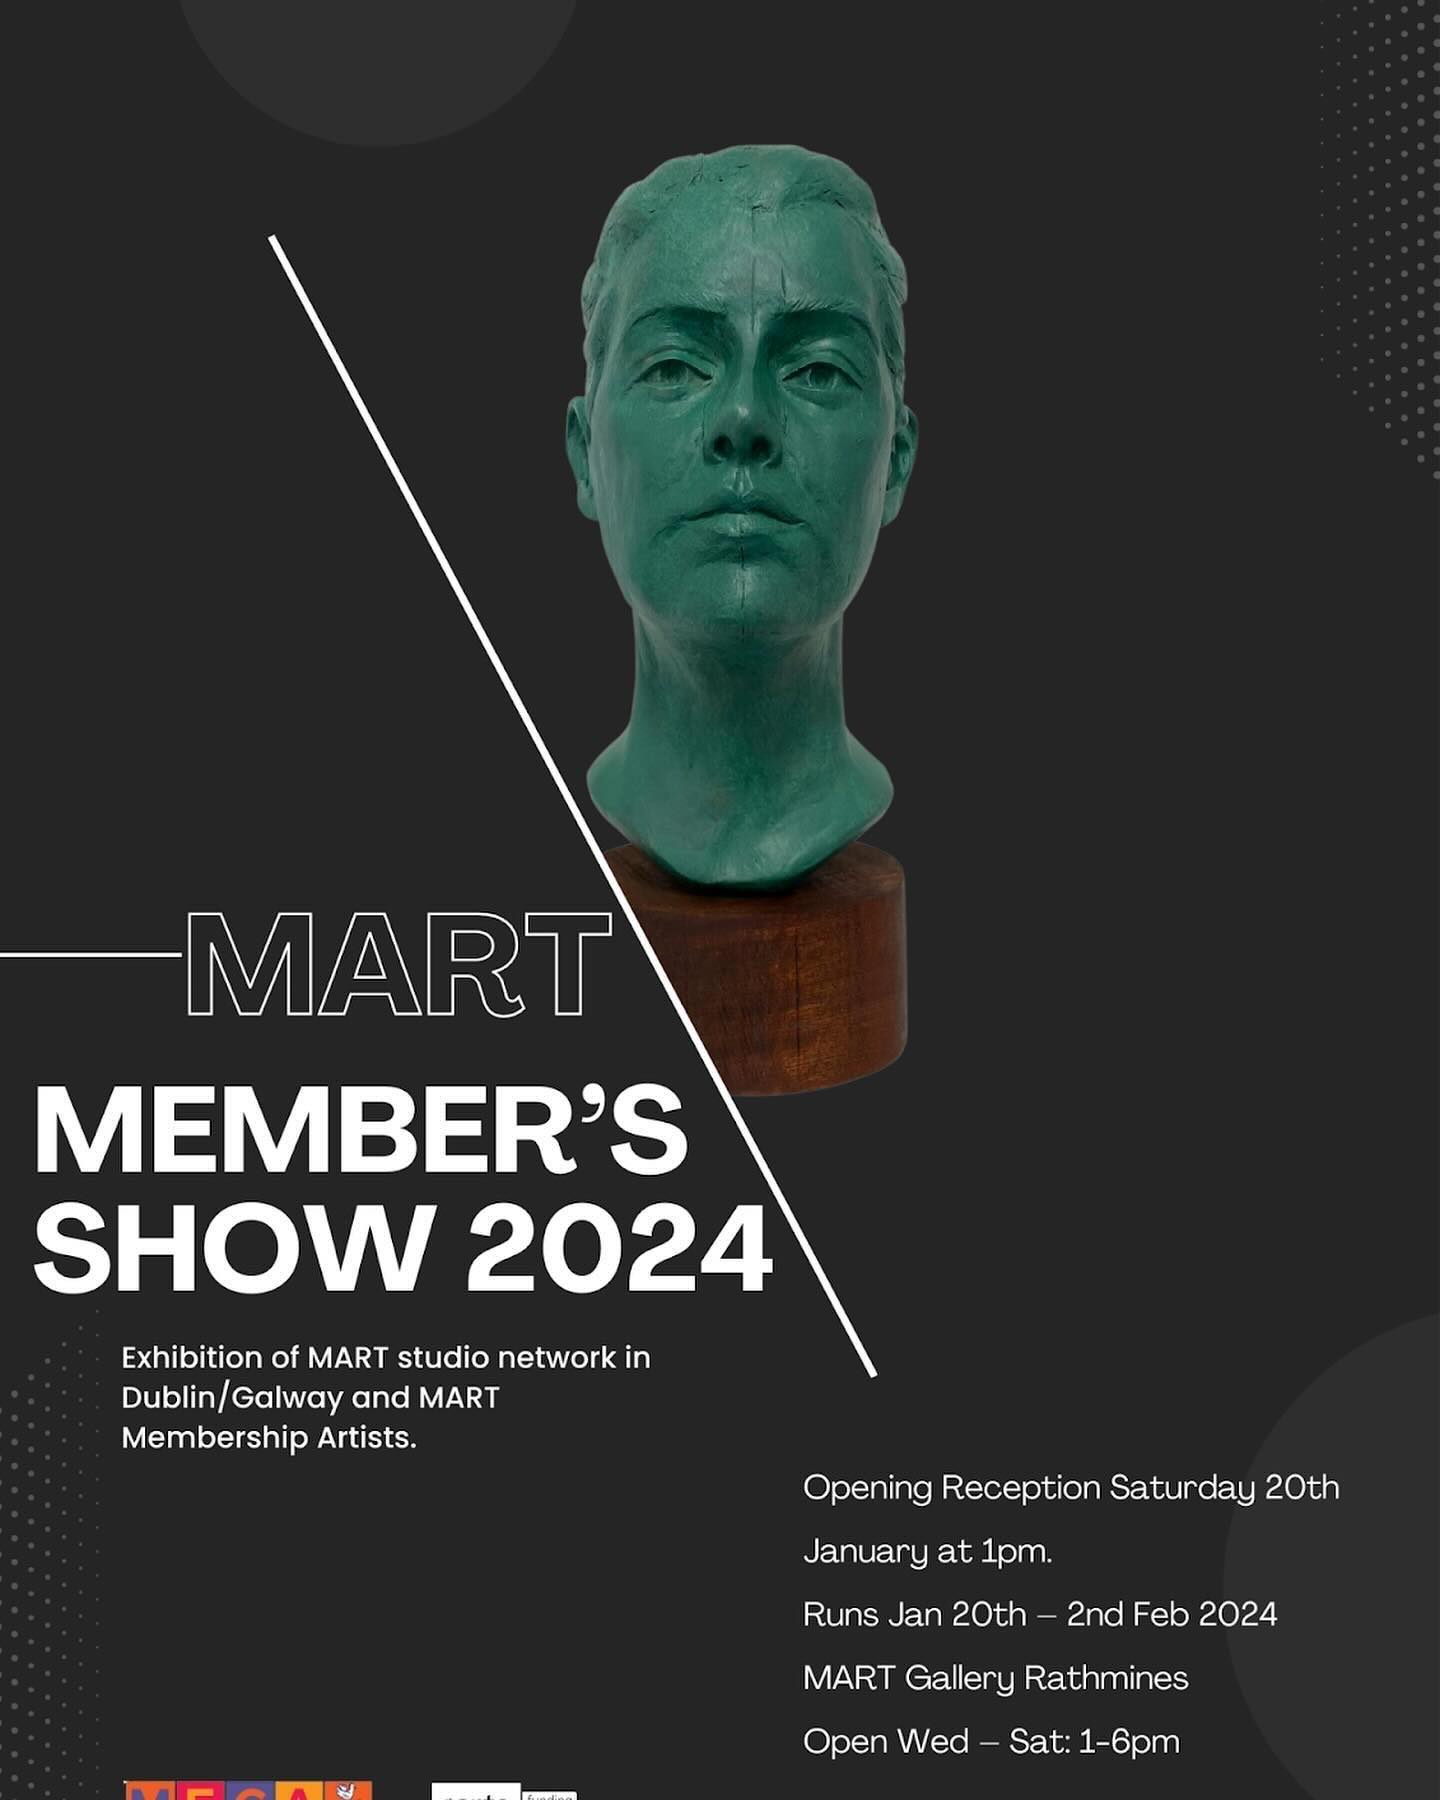 MART
MEMBER’S
SHOW 2024
Exhibition of MART studio network in
Dublin/Galway and MART
Membership Artists.
Opening Reception Saturday 20th
January at 1pm.
Runs Jan 20th – 2nd Feb 2024
MART Gallery Rathmines
Open Wed – Sat: 1-6pm
funding